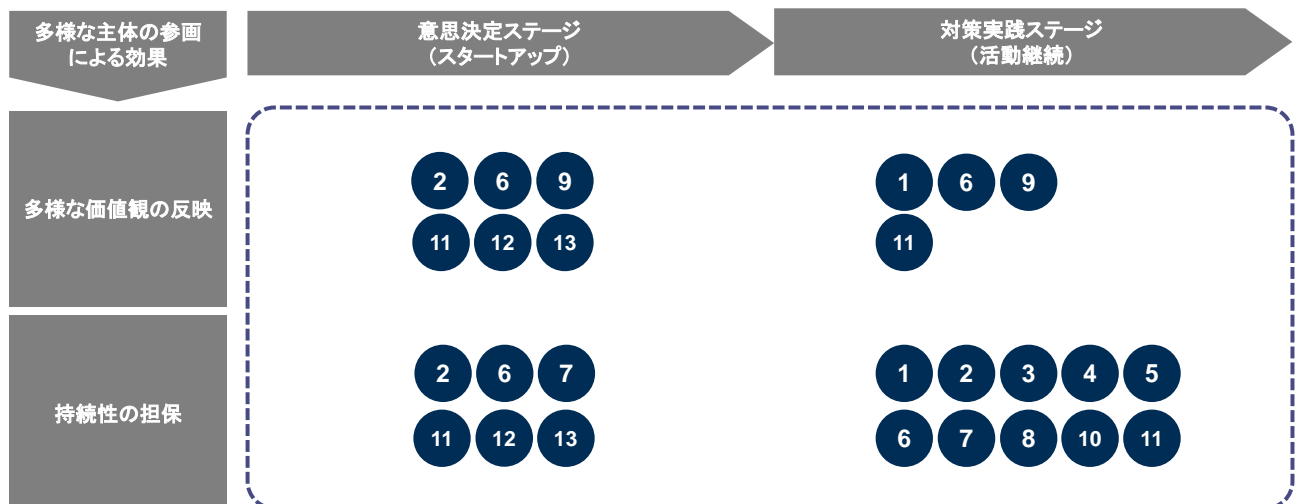 多様な主体の参画
による効果
意思決定ステージ
（スタートアップ）
対策実践ステージ
（活動継続）
多様な価値観の反映
2 6 9
11 12 13
1 6 9
11
持続性の担保
2 6 7
11 12 13
1 2 3 4 5
6 7 8 10 11